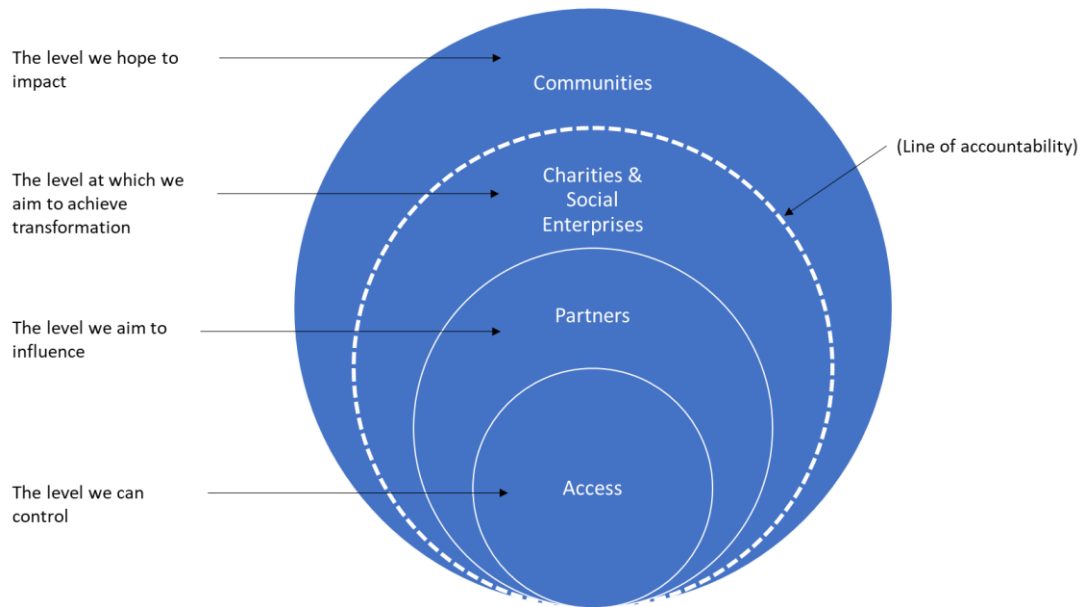 The level we hope to
impact
Communities
(Line of accountability)
The level at which we
aim to achieve
transformation
Charities &
Social
Enterprises
The level we aim to
influence
Partners
The level we can
control
Access